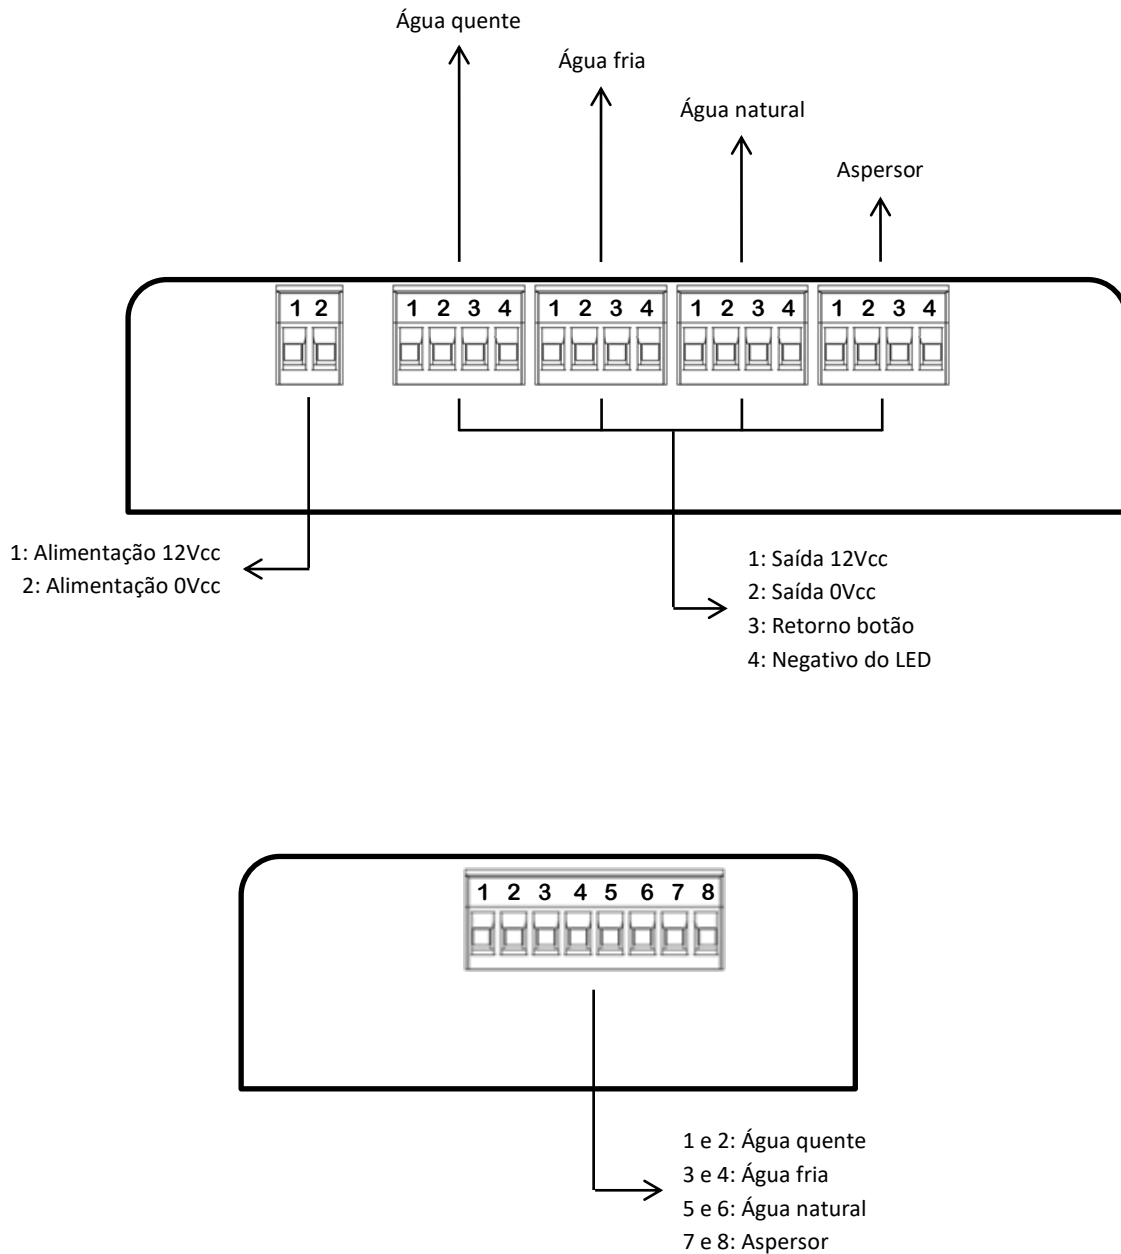 Água quente
Água fria
Água natural
Aspersor
1 2 1 2 3 4 1 2 3 4 1 2 3 4 1 2 3 4
1: Alimentação 12Vcc
2: Alimentação 0Vcc
1: Saída 12Vcc
2: Saída 0Vcc
3: Retorno botão
4: Negativo do LED
1 2 3 4 5 6 7 8
1 e 2: Água quente
3 e 4: Água fria
5 e 6: Água natural
7 e 8: Aspersor